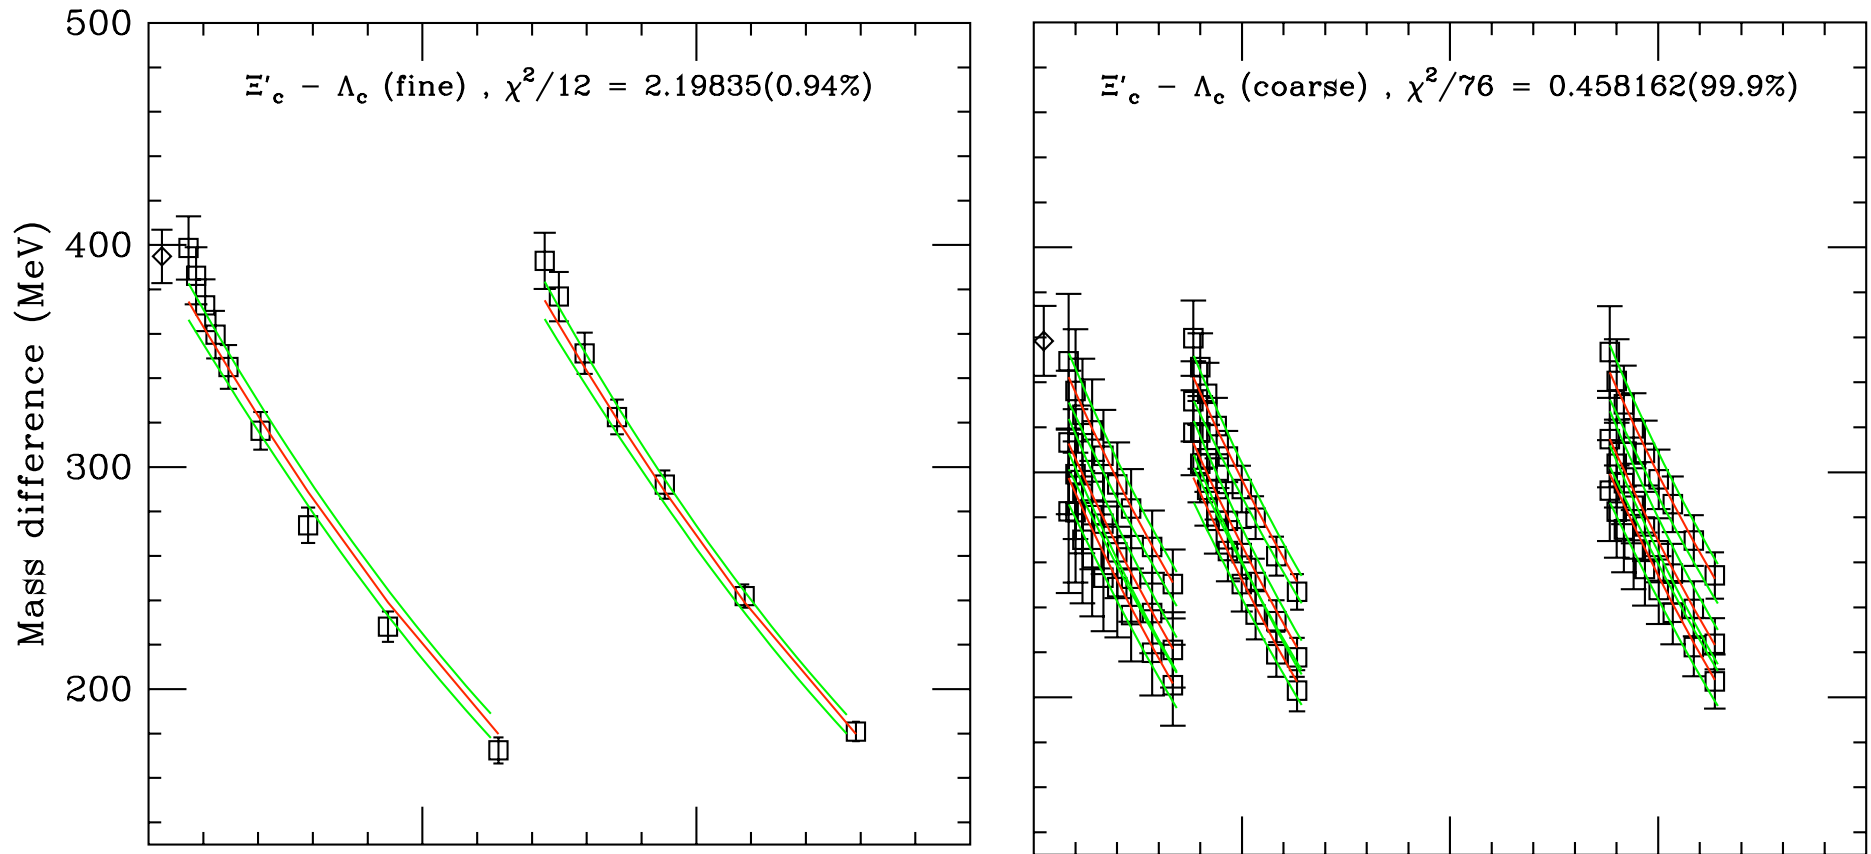 500
400
300
200
Mass difference (MeV)
Ξ′c − Λc (fine) , χ²/12 = 2.19835(0.94%)
Ξ′c − Λc (coarse) , χ²/76 = 0.458162(99.9%)